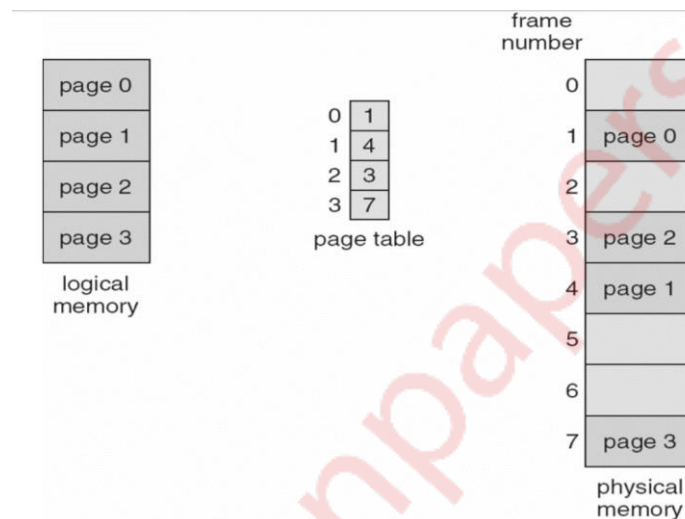 frame
number
page 0
page 1
page 2
page 3
logical
memory
0 1
1 4
2 3
3 7
page table
0
1 page 0
2
3 page 2
4 page 1
5
6
7 page 3
physical
memory
npapers